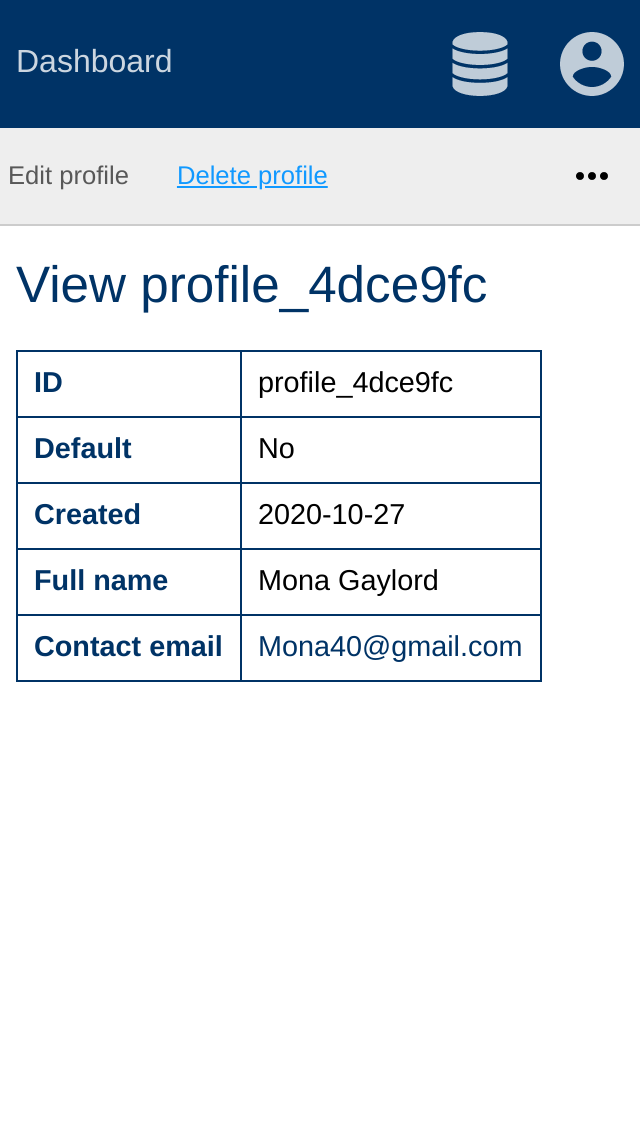 Dashboard
Edit profile Delete profile
View profile_4dce9fc
ID profile_4dce9fc
Default No
Created 2020-10-27
Full name Mona Gaylord
Contact email Mona40@gmail.com